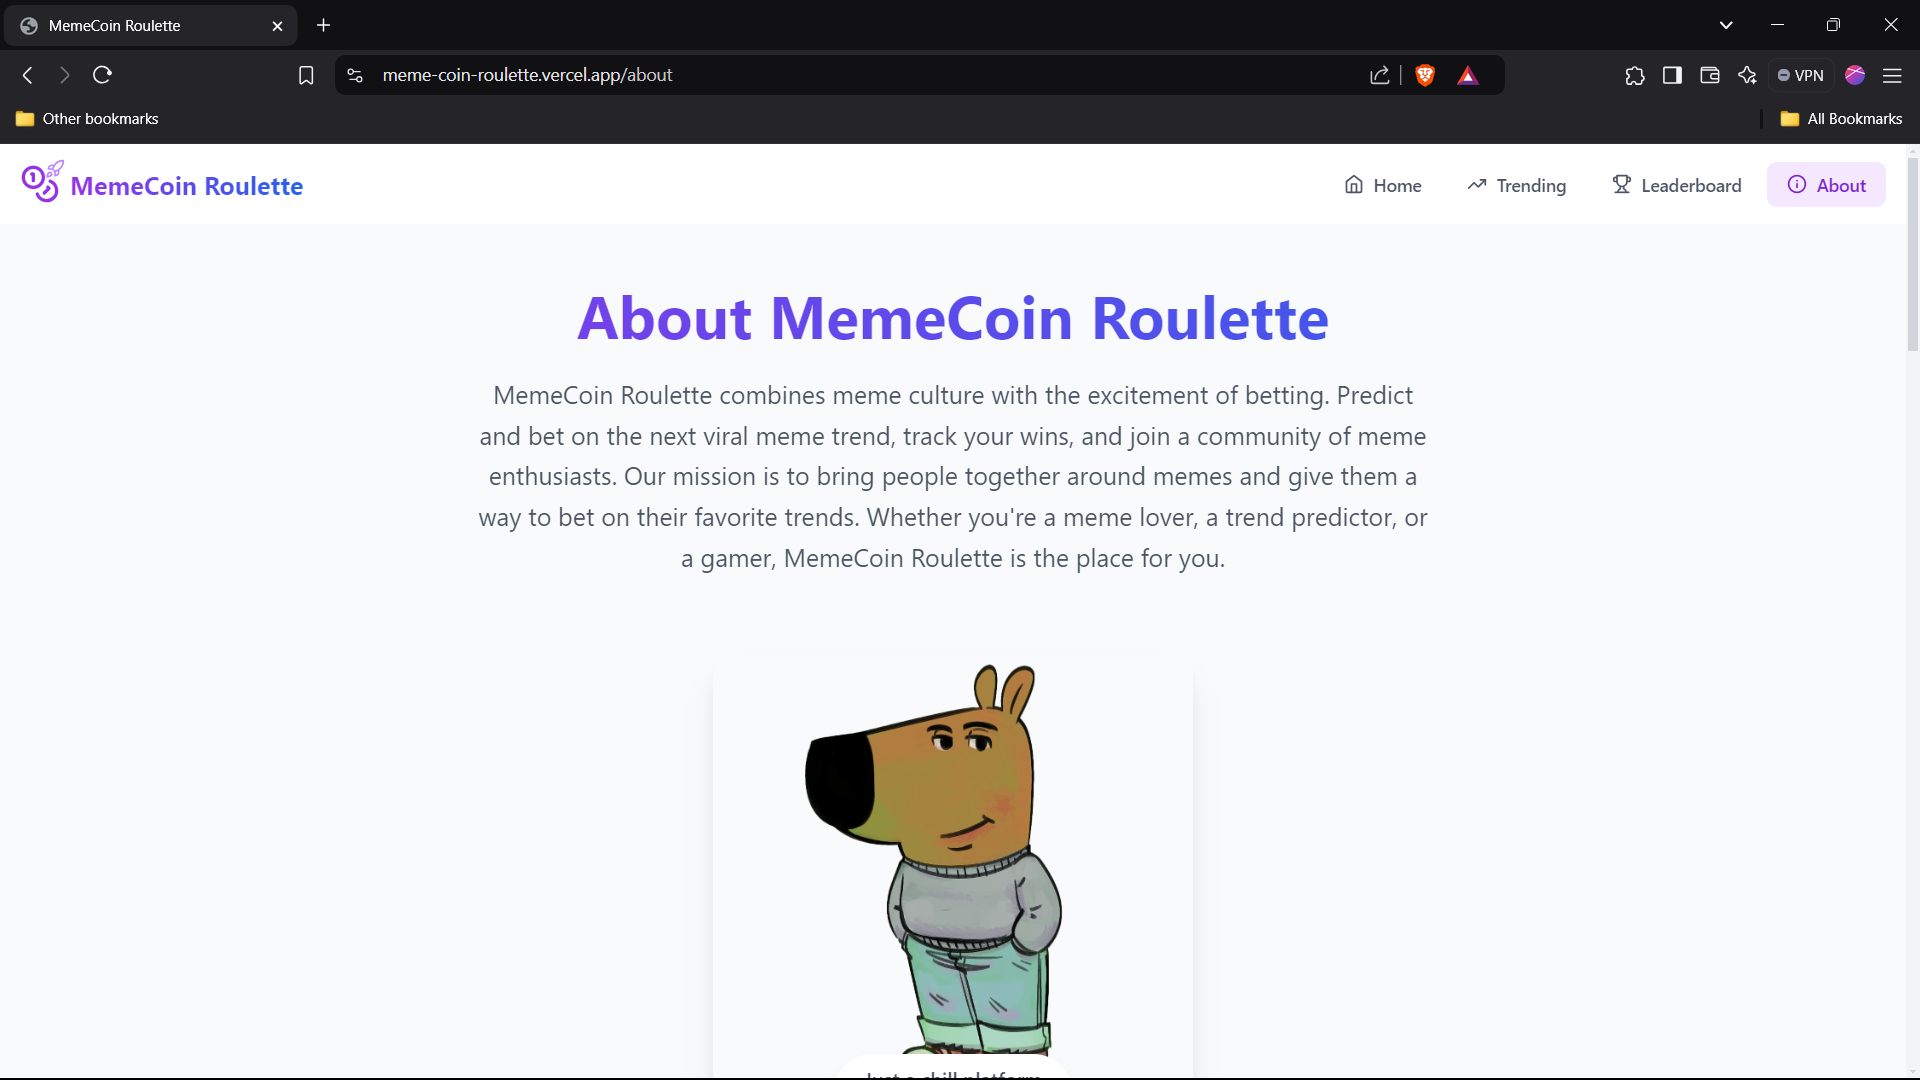 MemeCoin Roulette
meme-coin-roulette.vercel.app/about
VPN
Other bookmarks
All Bookmarks
MemeCoin Roulette
Home
Trending
Leaderboard
About
About MemeCoin Roulette
MemeCoin Roulette combines meme culture with the excitement of betting. Predict
and bet on the next viral meme trend, track your wins, and join a community of meme
enthusiasts. Our mission is to bring people together around memes and give them a
way to bet on their favorite trends. Whether you're a meme lover, a trend predictor, or
a gamer, MemeCoin Roulette is the place for you.
Just a chill platform